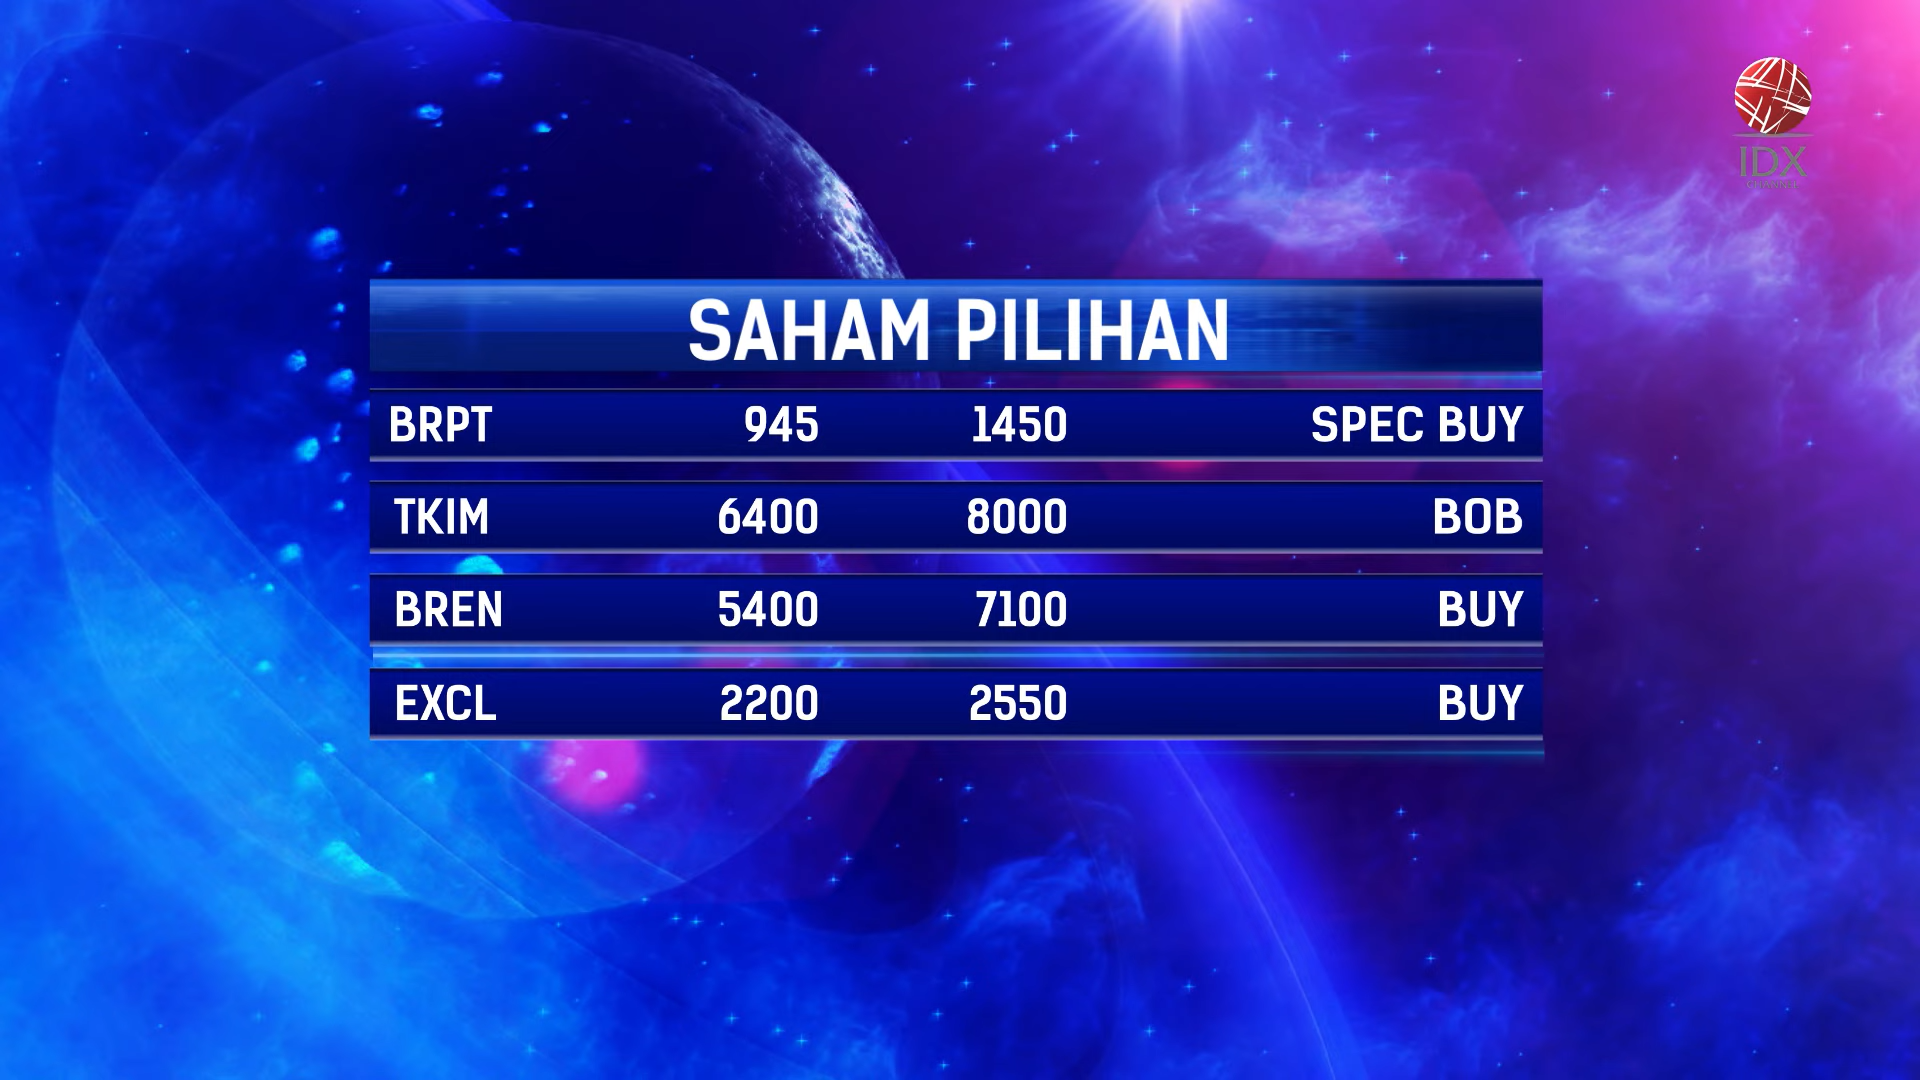 IDX
CHANNEL
SAHAM PILIHAN
BRPT 945 1450 SPEC BUY
TKIM 6400 8000 BOB
BREN 5400 7100 BUY
EXCL 2200 2550 BUY